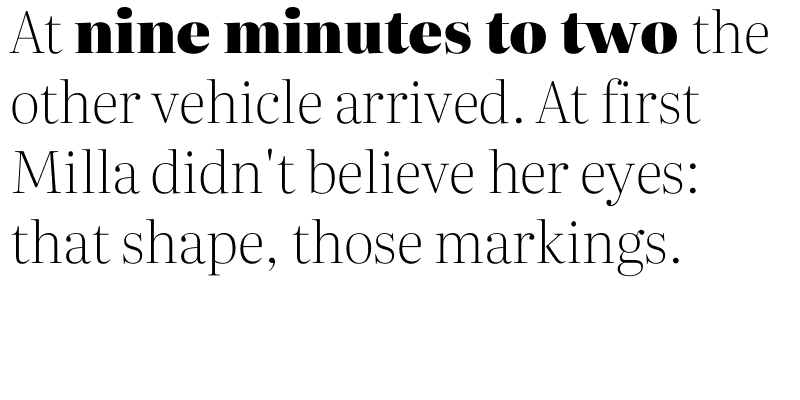 At nine minutes to two the
other vehicle arrived. At first
Milla didn't believe her eyes:
that shape, those markings.